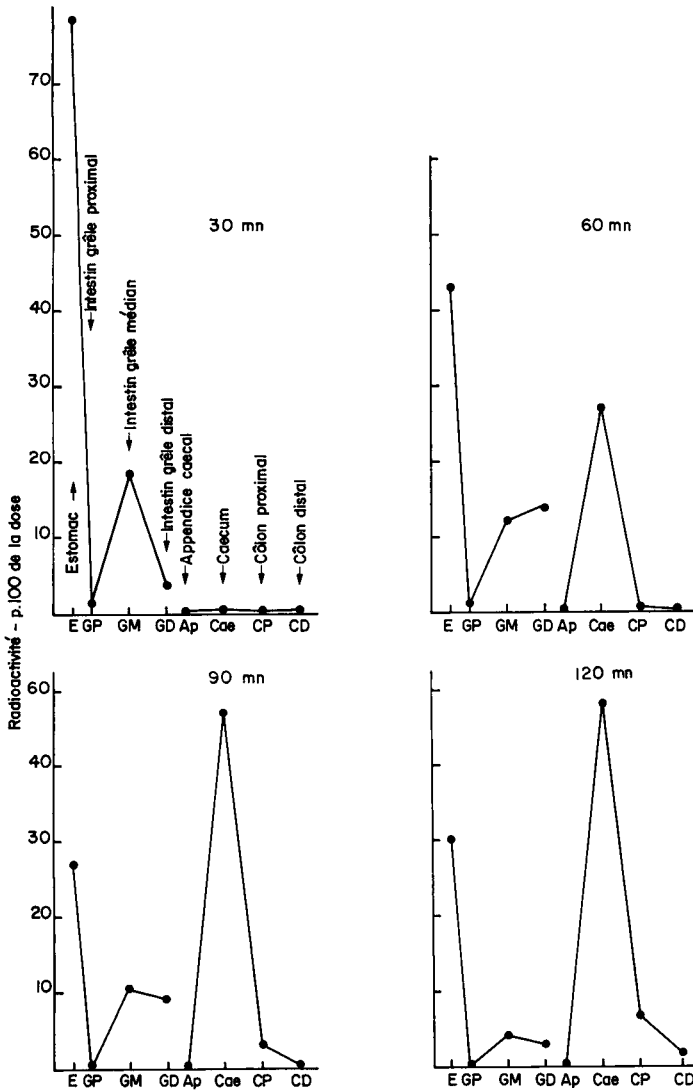 Radioactivité - p.100 de la dose
30 mn
70
60
50
40
30
20
10
Estomac
Intestin grêle proximal
Intestin grêle médian
Intestin grêle distal
Appendice caecal
Caecum
Côlon proximal
Côlon distal
E GP GM GD Ap Cae CP CD
60 mn
E GP GM GD Ap Cae CP CD
90 mn
60
50
40
30
20
10
E GP GM GD Ap Cae CP CD
120 mn
E GP GM GD Ap Cae CP CD